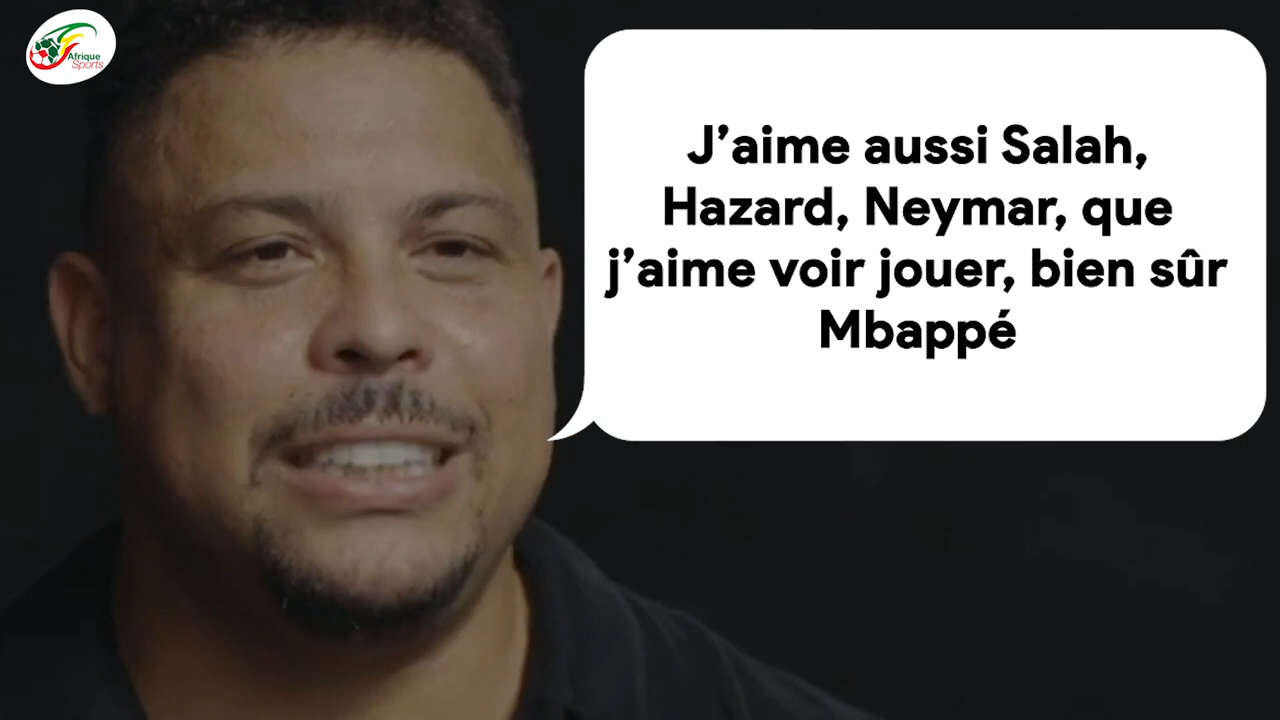 Afrique
Sports
J’aime aussi Salah,
Hazard, Neymar, que
j’aime voir jouer, bien sûr
Mbappé